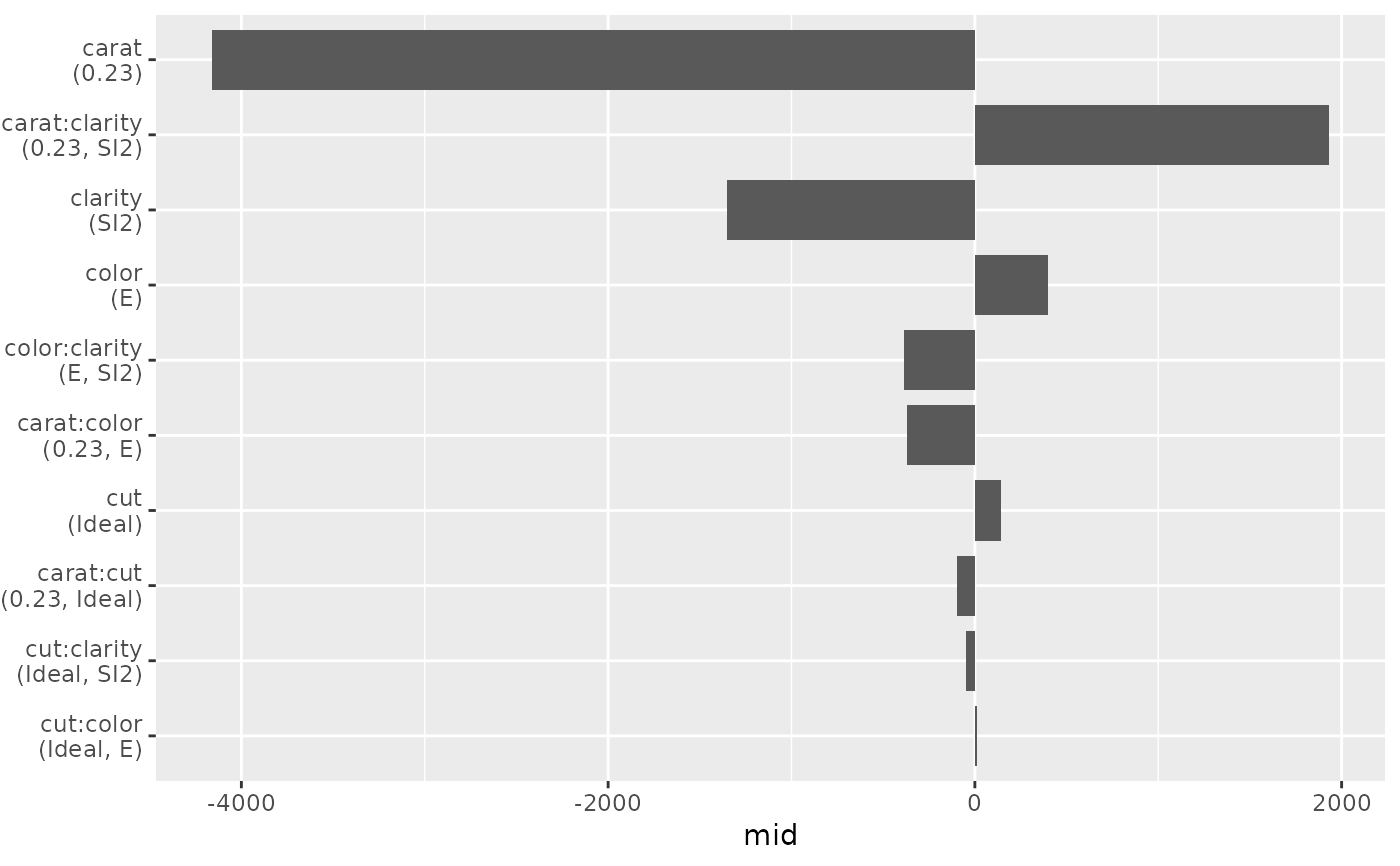 carat
(0.23)
carat:clarity
(0.23, SI2)
clarity
(SI2)
color
(E)
color:clarity
(E, SI2)
carat:color
(0.23, E)
cut
(Ideal)
carat:cut
(0.23, Ideal)
cut:clarity
(Ideal, SI2)
cut:color
(Ideal, E)
-4000 -2000 0 2000
mid